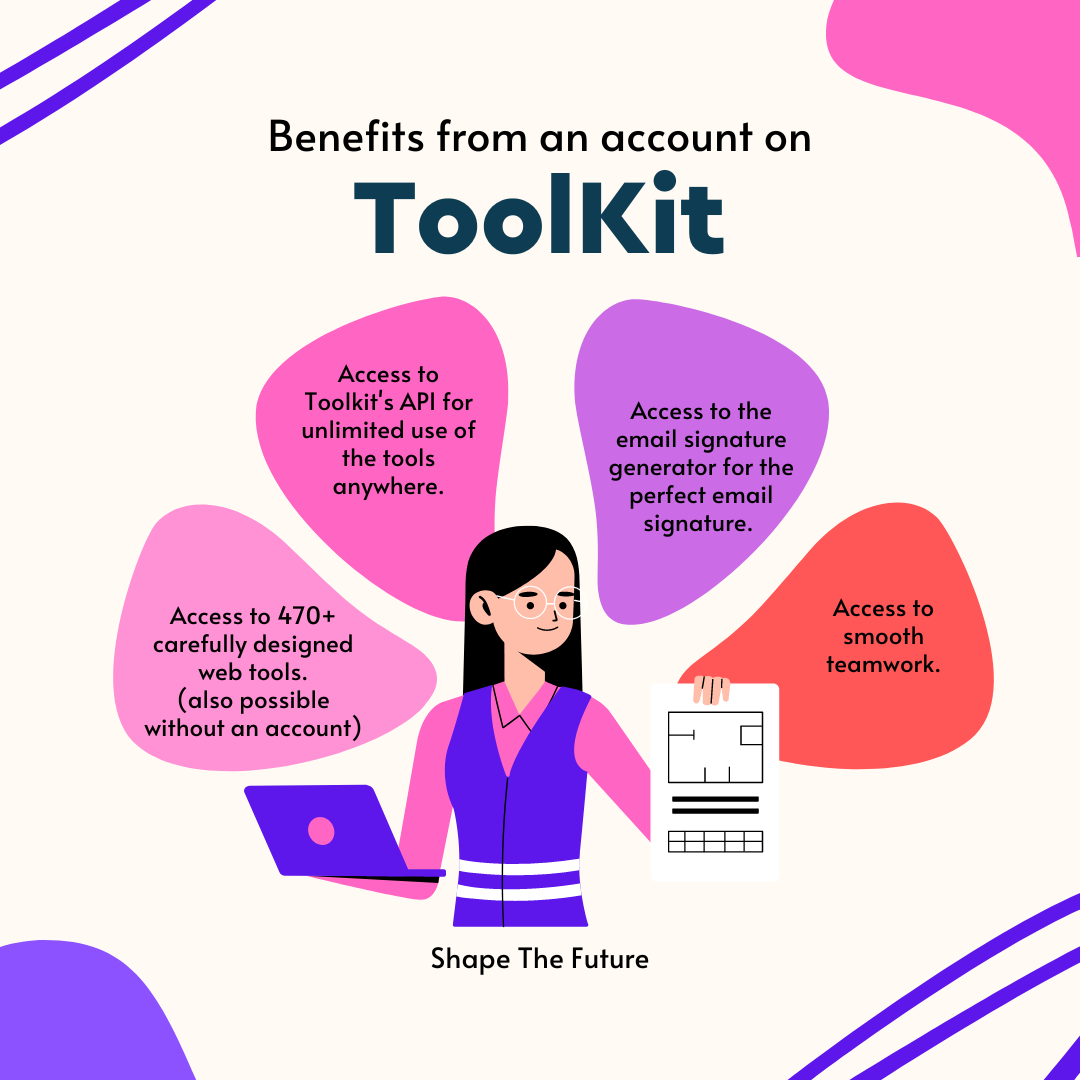 Benefits from an account on
ToolKit
Access to
Toolkit's API for
unlimited use of
the tools
anywhere.
Access to the
email signature
generator for the
perfect email
signature.
Access to 470+
carefully designed
web tools.
(also possible
without an account)
Access to
smooth
teamwork.
Shape The Future